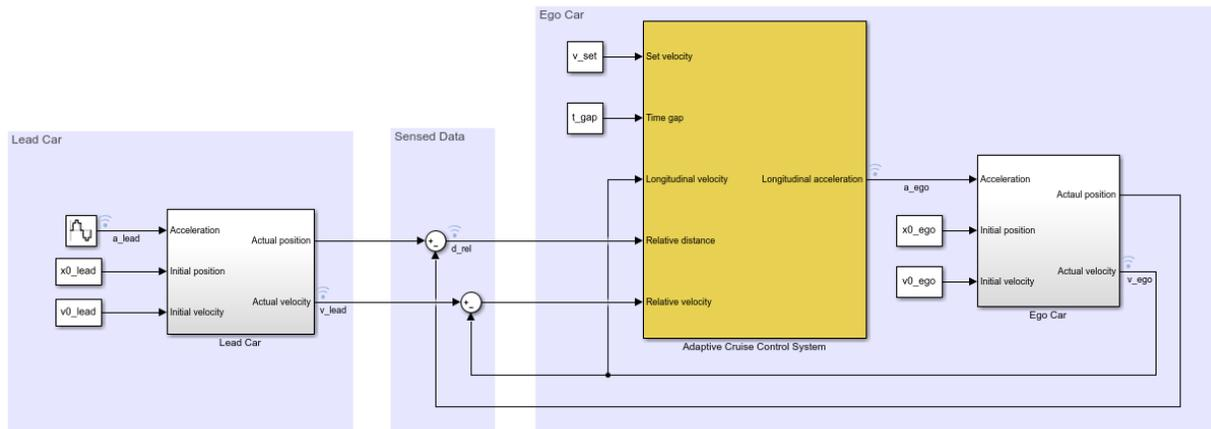 Ego Car
v_set
Set velocity
t_gap
Time gap
Lead Car
Sensed Data
Longitudinal velocity
Longitudinal acceleration
a_ego
Acceleration
Actaul position
a_lead
Acceleration
Actual position
x0_lead
Initial position
v0_lead
Initial velocity
Actual velocity
v_lead
Lead Car
+
-
d_rel
Relative distance
+
-
Relative velocity
Adaptive Cruise Control System
x0_ego
Initial position
v0_ego
Initial velocity
Actual velocity
v_ego
Ego Car